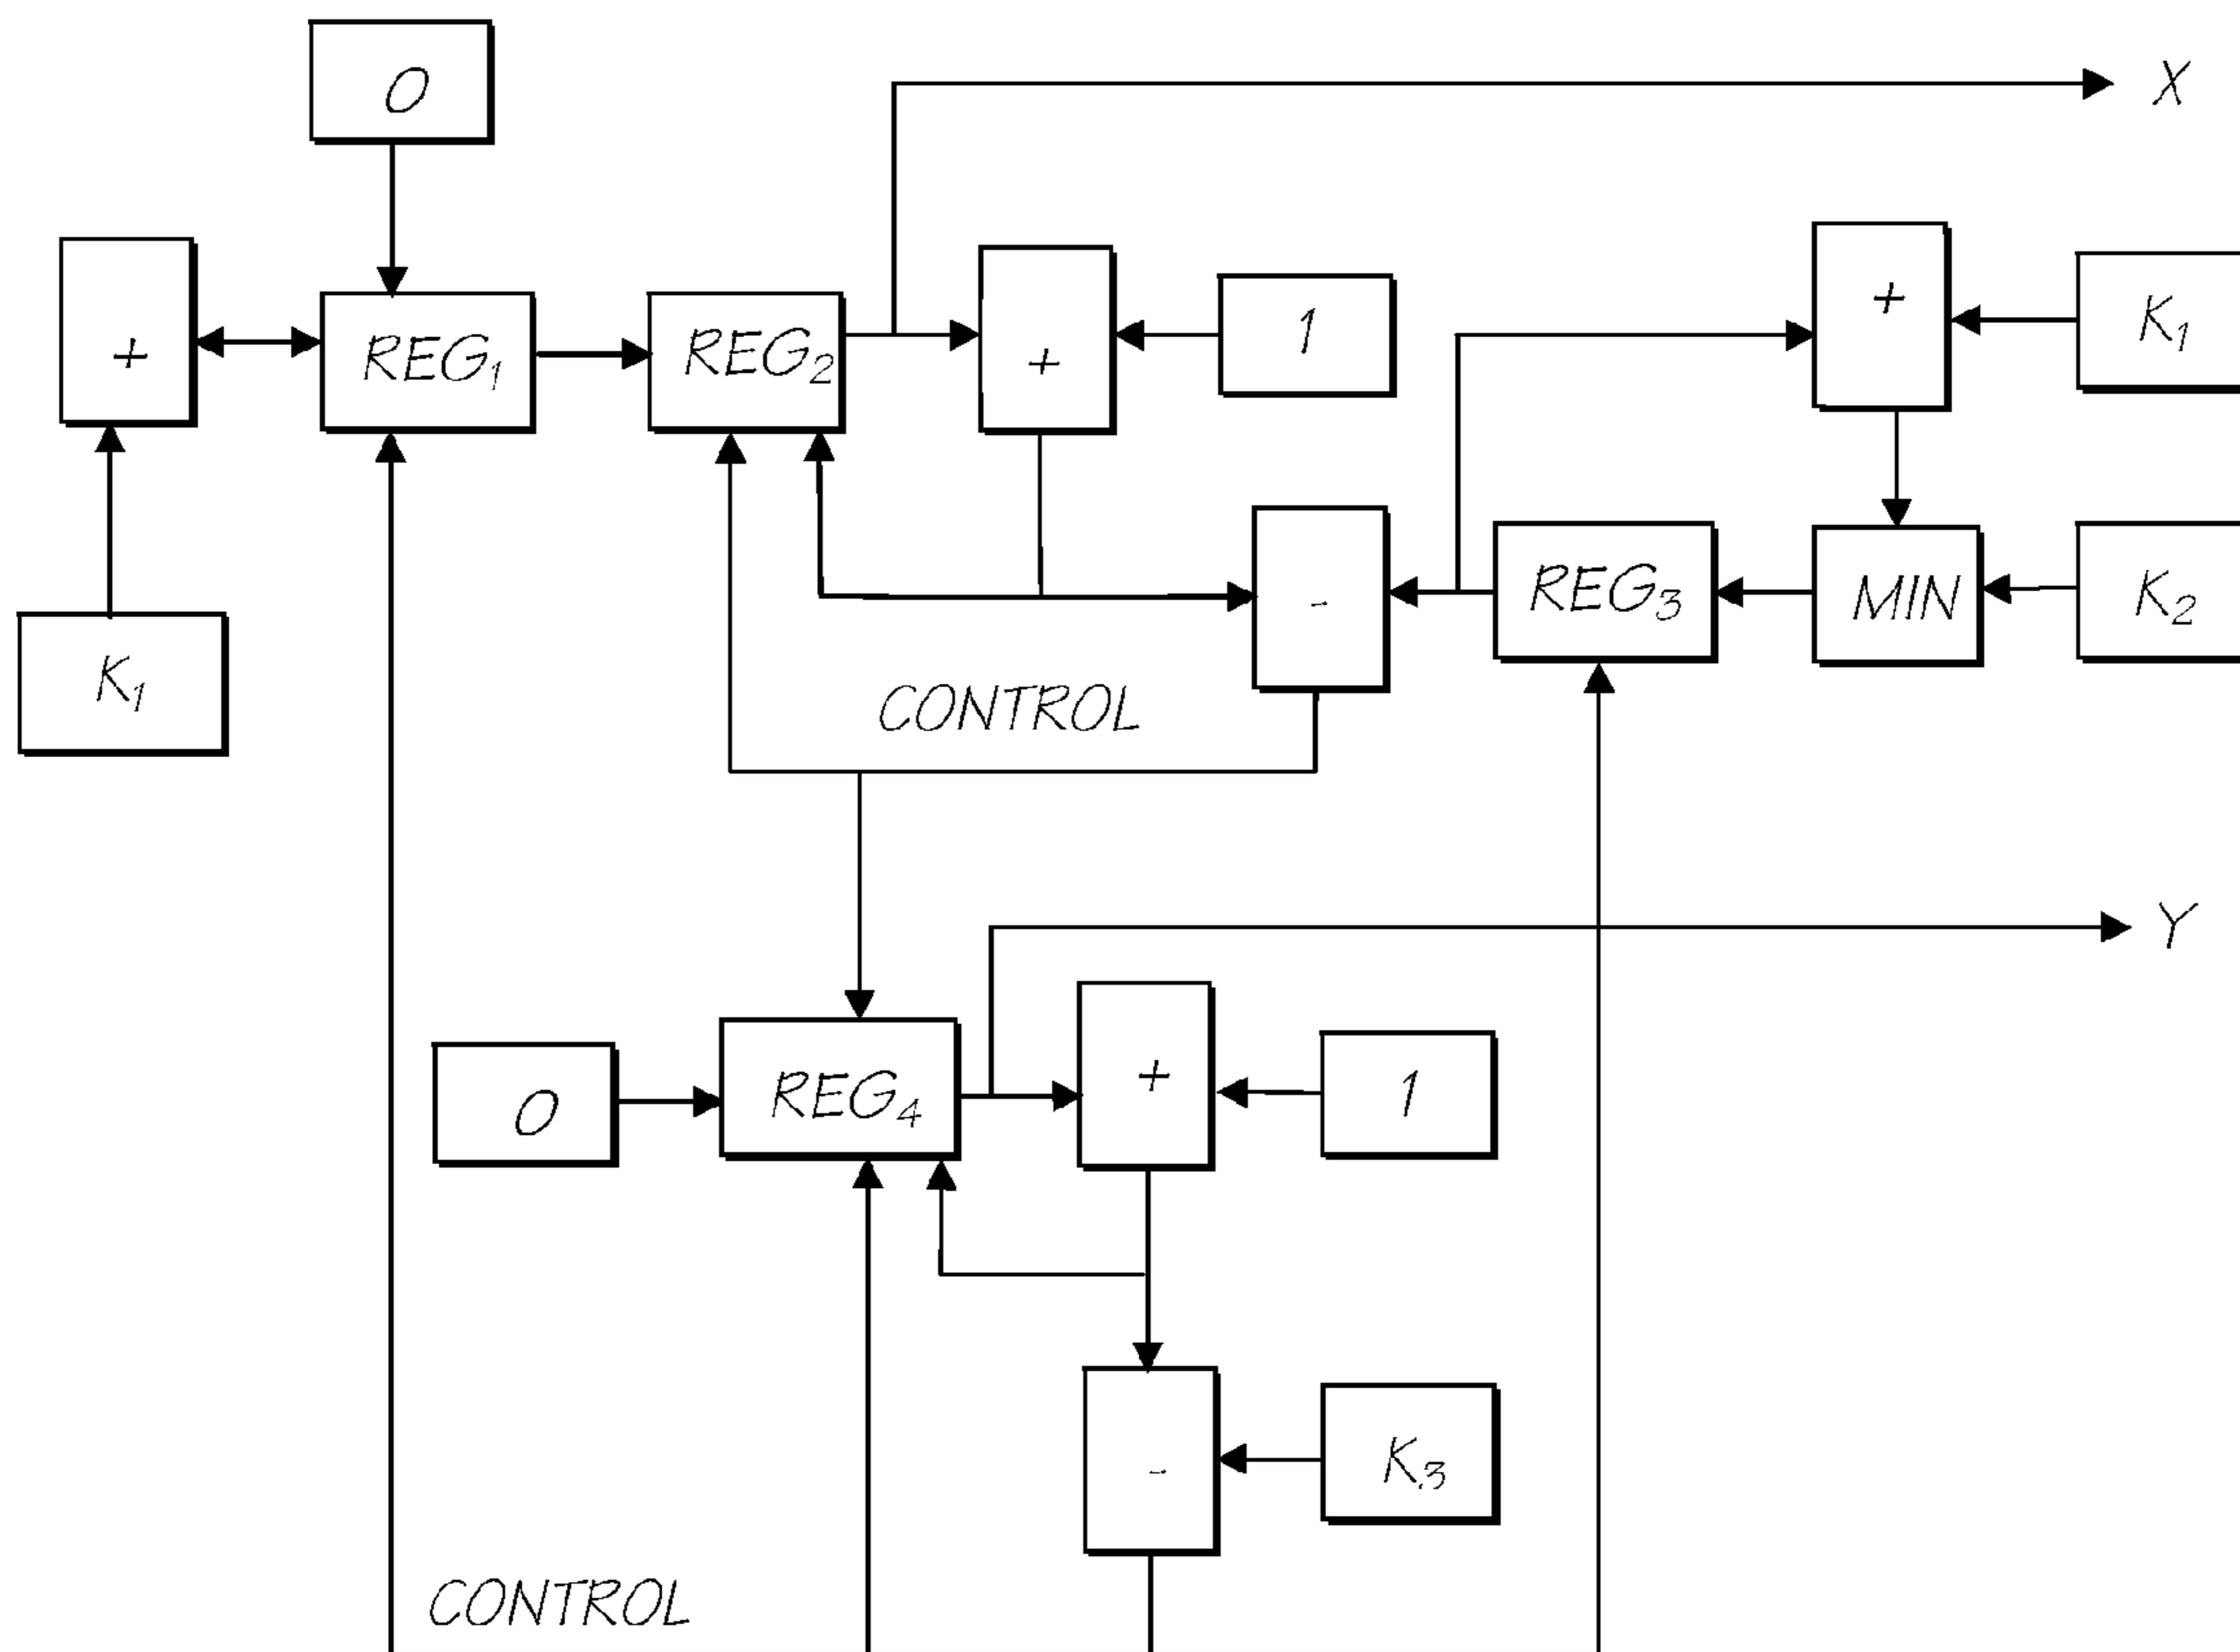 0
X
+
REG1
REG2
+
1
+
K1
K1
-
REG3
MIN
K2
CONTROL
Y
0
REG4
+
1
-
K3
CONTROL